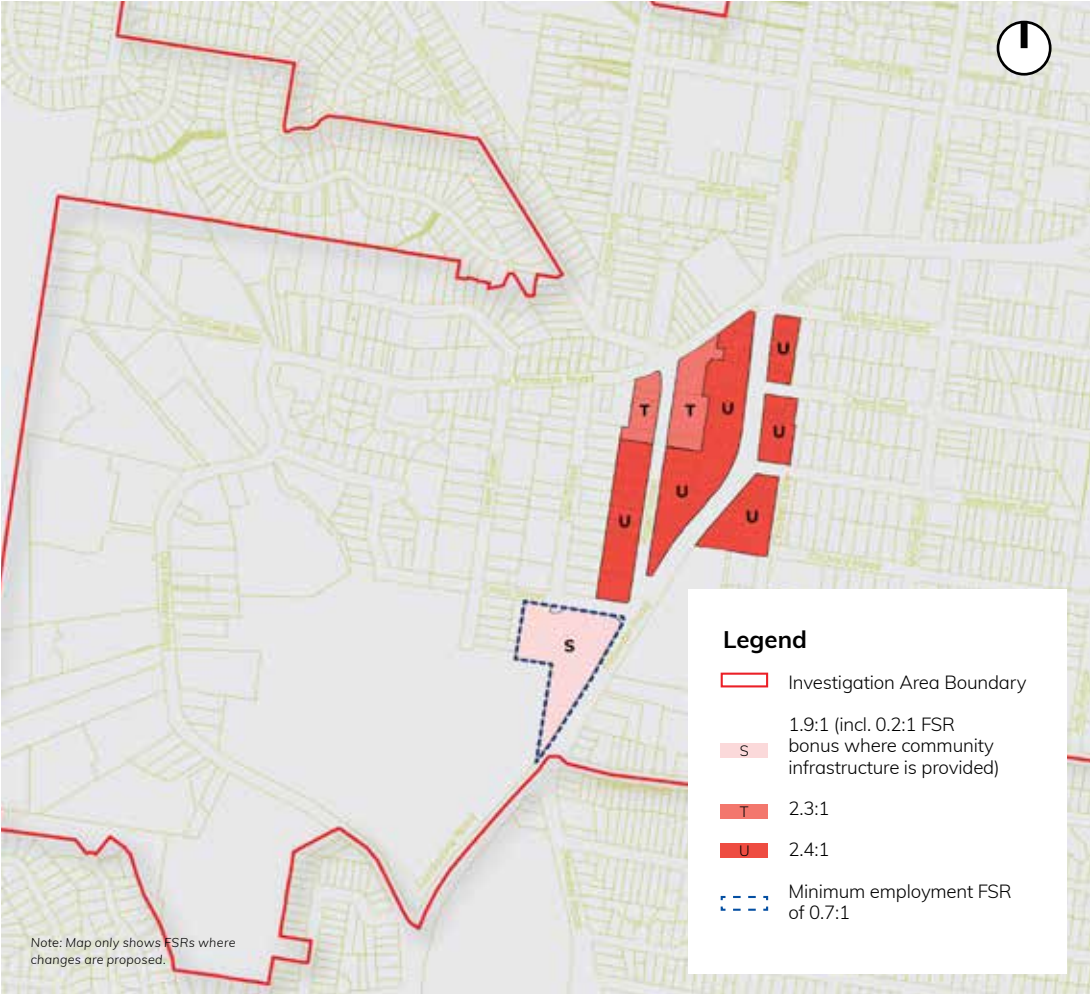 U
T
T
U
U
U
U
U
S
Legend
Investigation Area Boundary
S
1.9:1 (incl. 0.2:1 FSR
bonus where community
infrastructure is provided)
T
2.3:1
U
2.4:1
Minimum employment FSR
of 0.7:1
Note: Map only shows FSRs where
changes are proposed.